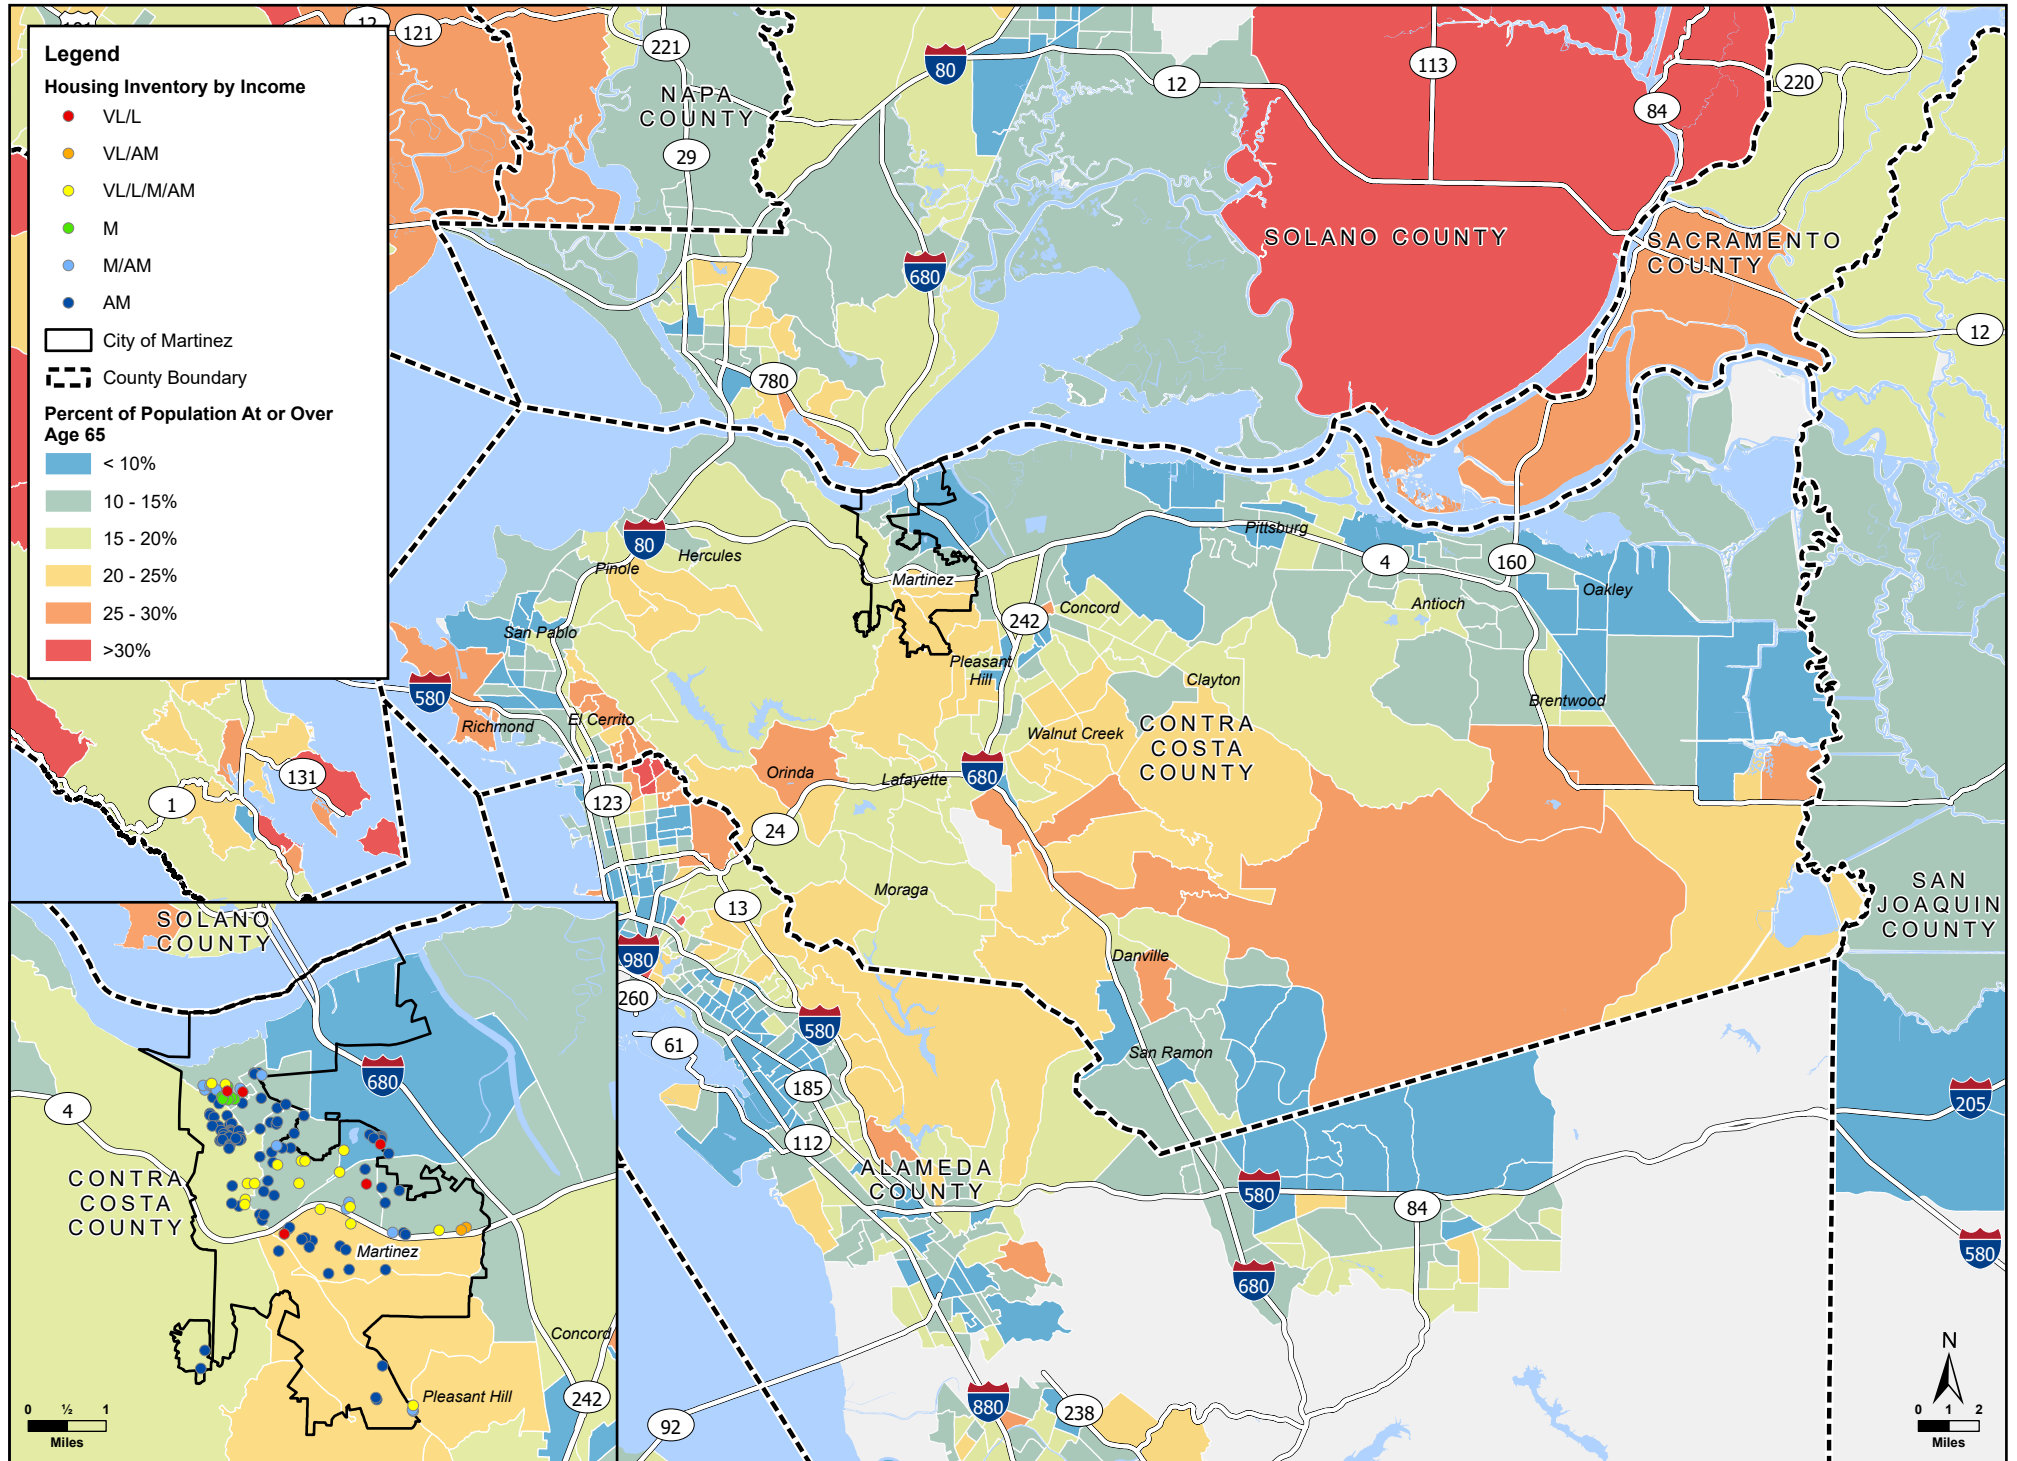 Legend
Housing Inventory by Income
VL/L
VL/AM
VL/L/M/AM
M
M/AM
AM
City of Martinez
County Boundary
Percent of Population At or Over
Age 65
< 10%
10 - 15%
15 - 20%
20 - 25%
25 - 30%
>30%
12
121
221
80
12
113
84
220
NAPA
COUNTY
29
680
SOLANO COUNTY
SACRAMENTO
COUNTY
12
780
80
Hercules
Pinole
Martinez
Pittsburg
4
160
Oakley
Antioch
Concord
242
San Pablo
Pleasant
Hill
Clayton
Brentwood
580
Richmond
El Cerrito
Walnut Creek
CONTRA
COSTA
COUNTY
Orinda
Lafayette
680
131
1
123
24
Moraga
13
SAN
JOAQUIN
COUNTY
980
Danville
260
580
61
San Ramon
185
205
112
ALAMEDA
COUNTY
580
84
580
680
880
238
92
N
0 1 2
Miles
SOLANO
COUNTY
680
4
CONTRA
COSTA
COUNTY
Martinez
Concord
Pleasant Hill
242
0 ½ 1
Miles